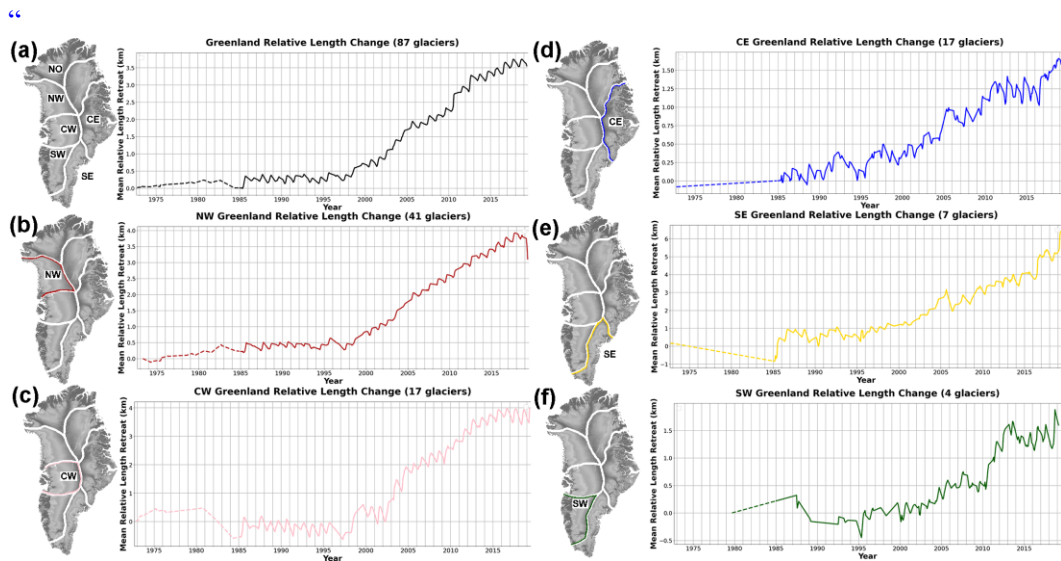 “
(a)
NO
NW
CW
CE
SW
SE
Greenland Relative Length Change (87 glaciers)
Mean Relative Length Retreat (km)
3.5
3.0
2.5
2.0
1.5
1.0
0.5
0.0
1975 1980 1985 1990 1995 2000 2005 2010 2015
Year
(b)
NW
NW Greenland Relative Length Change (41 glaciers)
Mean Relative Length Retreat (km)
4.0
3.5
3.0
2.5
2.0
1.5
1.0
0.5
0.0
1975 1980 1985 1990 1995 2000 2005 2010 2015
Year
(c)
CW
CW Greenland Relative Length Change (17 glaciers)
Mean Relative Length Retreat (km)
4
3
2
1
0
1975 1980 1985 1990 1995 2000 2005 2010 2015
Year
(d)
CE
CE Greenland Relative Length Change (17 glaciers)
Mean Relative Length Retreat (km)
1.50
1.25
1.00
0.75
0.50
0.25
0.00
1975 1980 1985 1990 1995 2000 2005 2010 2015
Year
(e)
SE
SE Greenland Relative Length Change (7 glaciers)
Mean Relative Length Retreat (km)
6
5
4
3
2
1
0
−1
1975 1980 1985 1990 1995 2000 2005 2010 2015
Year
(f)
SW
SW Greenland Relative Length Change (4 glaciers)
Mean Relative Length Retreat (km)
1.5
1.0
0.5
0.0
−0.5
1975 1980 1985 1990 1995 2000 2005 2010 2015
Year